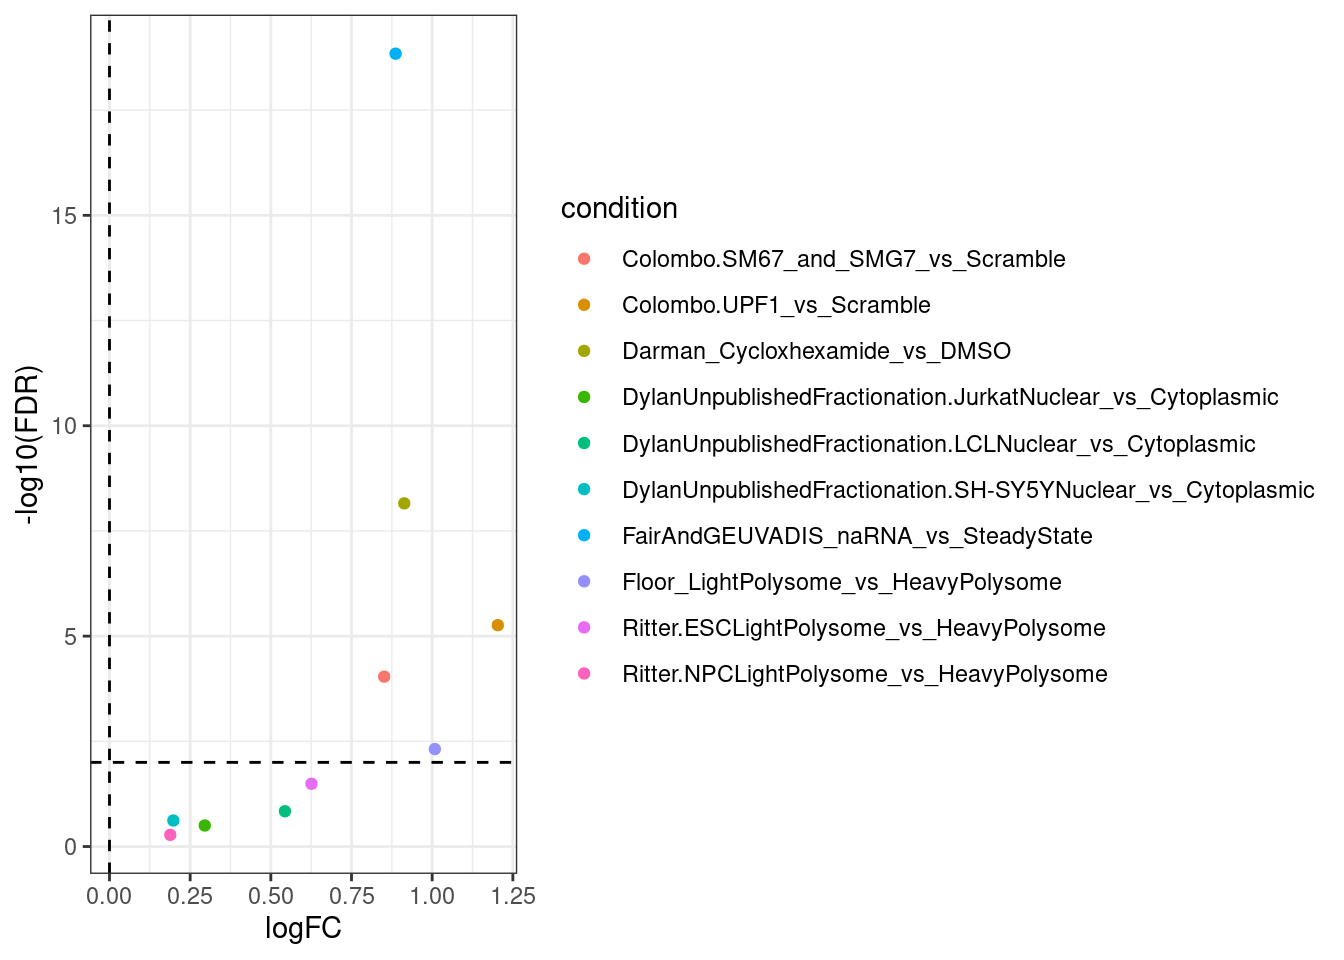 15
10
5
0
-log10(FDR)
0.00 0.25 0.50 0.75 1.00 1.25
logFC
condition
Colombo.SM67_and_SMG7_vs_Scramble
Colombo.UPF1_vs_Scramble
Darman_Cycloxhexamide_vs_DMSO
DylanUnpublishedFractionation.JurkatNuclear_vs_Cytoplasmic
DylanUnpublishedFractionation.LCLNuclear_vs_Cytoplasmic
DylanUnpublishedFractionation.SH-SY5YNuclear_vs_Cytoplasmic
FairAndGEUVADIS_naRNA_vs_SteadyState
Floor_LightPolysome_vs_HeavyPolysome
Ritter.ESCLightPolysome_vs_HeavyPolysome
Ritter.NPCLightPolysome_vs_HeavyPolysome